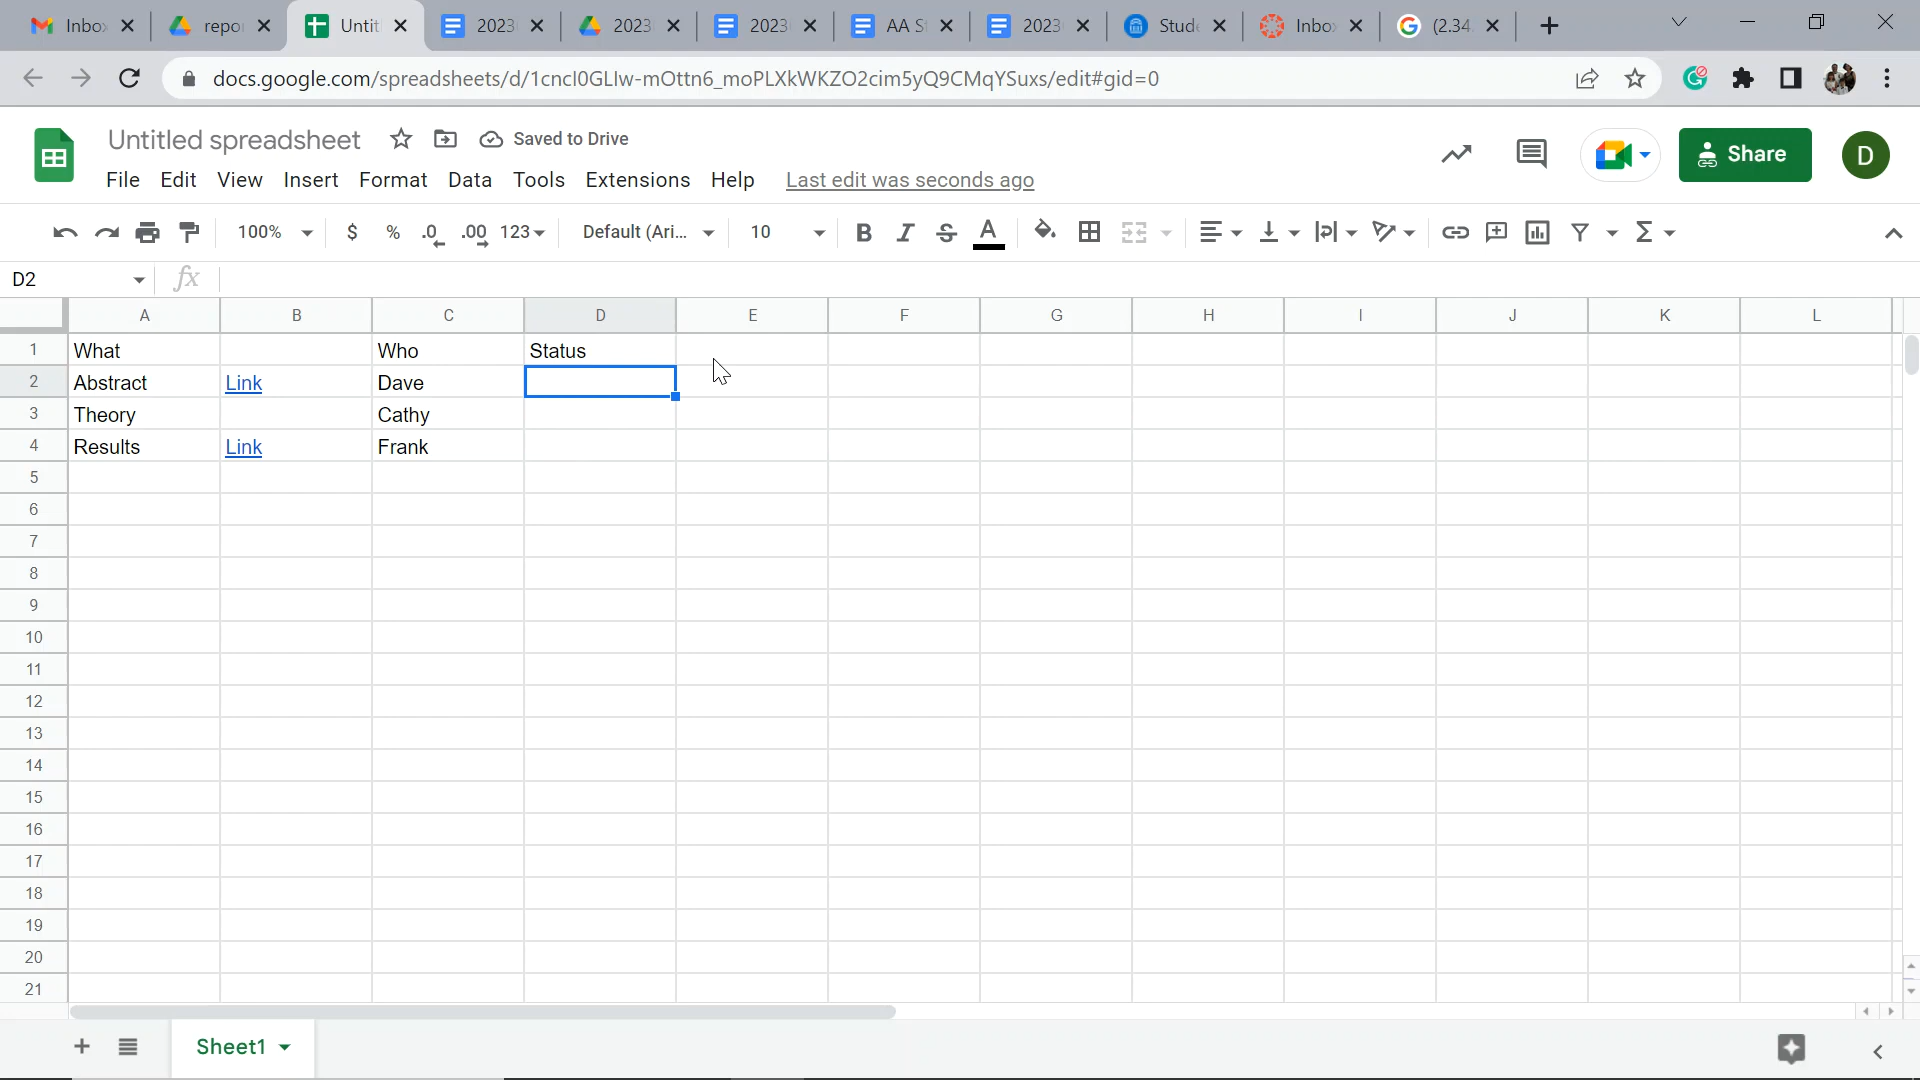 Inbo repo Untit 2023 2023 2023 AA S 2023 Stude Inbo (2.34
docs.google.com/spreadsheets/d/1cncl0GLIw-mOttn6_moPLXkWKZO2cim5yQ9CMqYSuxs/edit#gid=0
Untitled spreadsheet Saved to Drive
File Edit View Insert Format Data Tools Extensions Help Last edit was seconds ago
Share D
100% $ % .0 .00 123 Default (Ari... 10 B I S A
D2 fx
A B C D E F G H I J K L
1 What Who Status
2 Abstract Link Dave
3 Theory Cathy
4 Results Link Frank
5
6
7
8
9
10
11
12
13
14
15
16
17
18
19
20
21
Sheet1